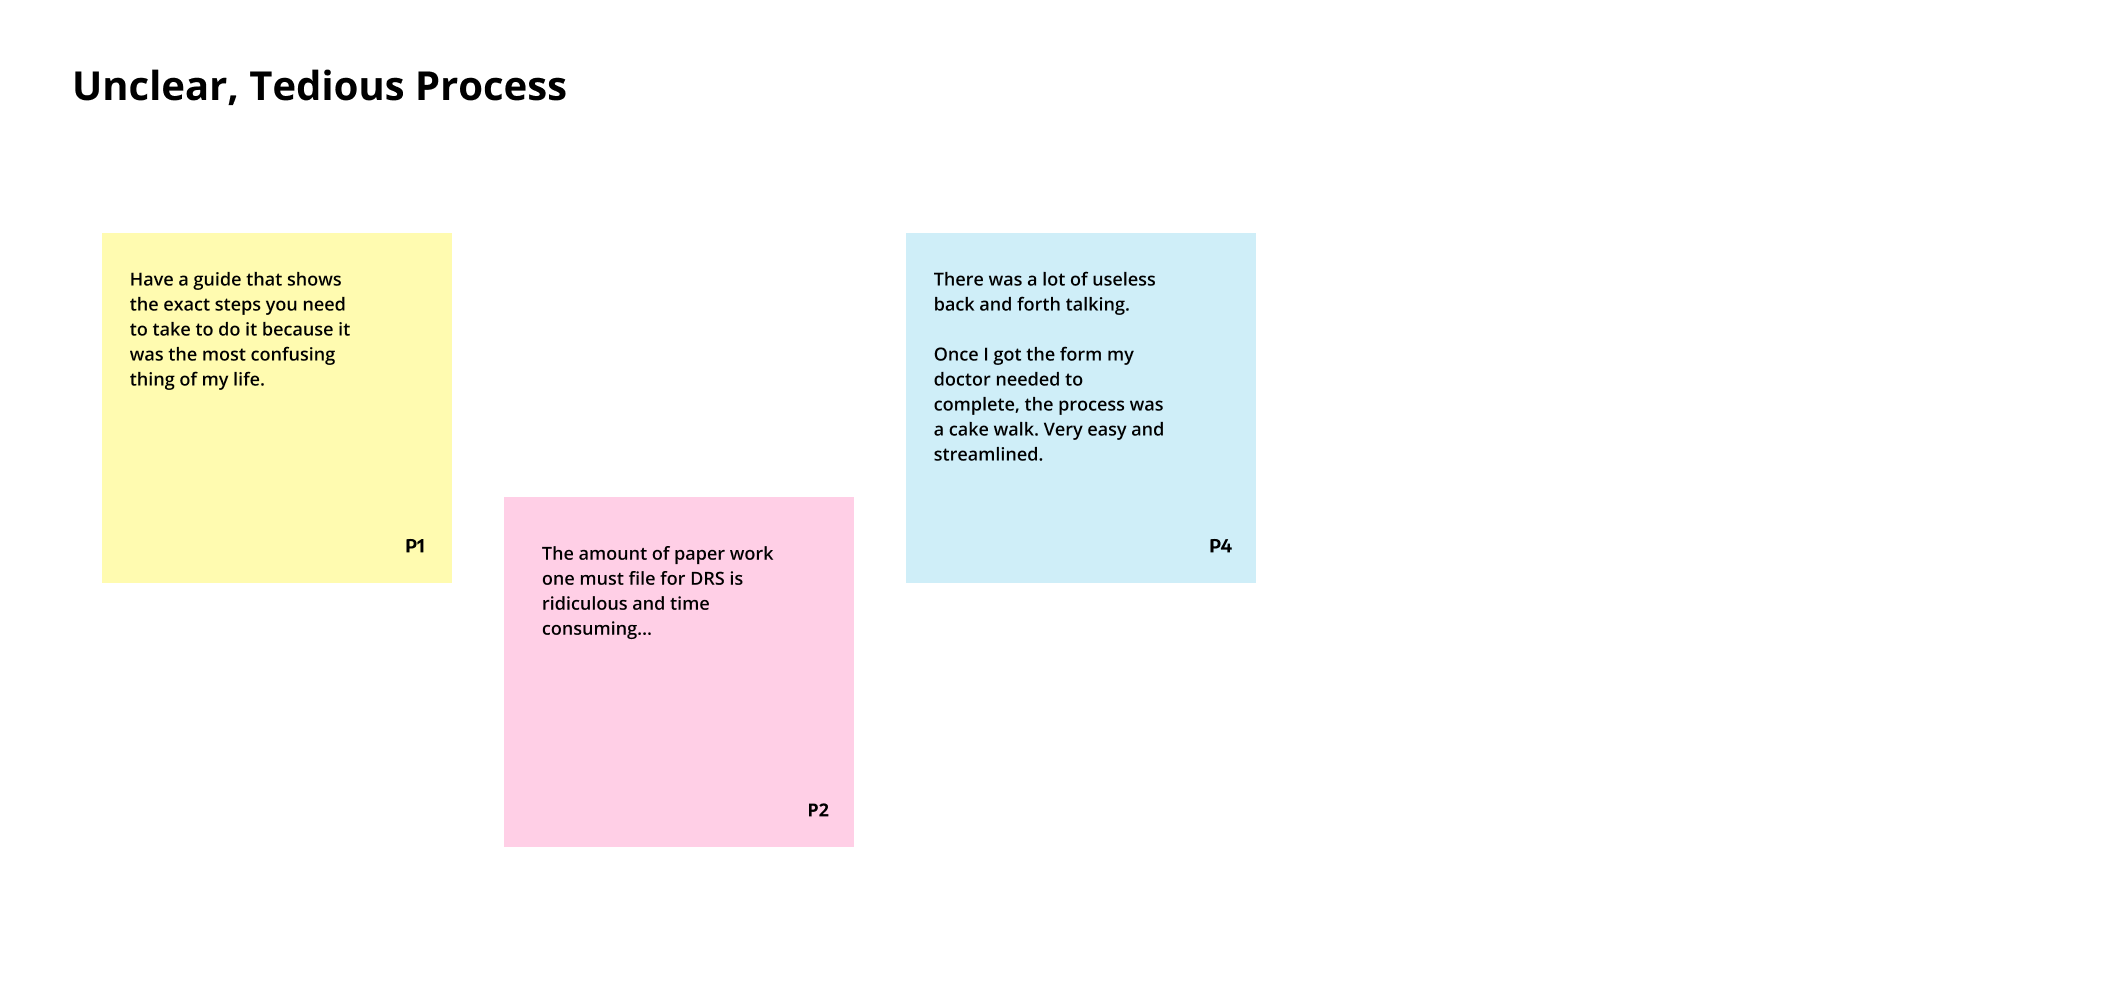 Unclear, Tedious Process
Have a guide that shows
the exact steps you need
to take to do it because it
was the most confusing
thing of my life.
P1
The amount of paper work
one must file for DRS is
ridiculous and time
consuming...
P2
There was a lot of useless
back and forth talking.
Once I got the form my
doctor needed to
complete, the process was
a cake walk. Very easy and
streamlined.
P4